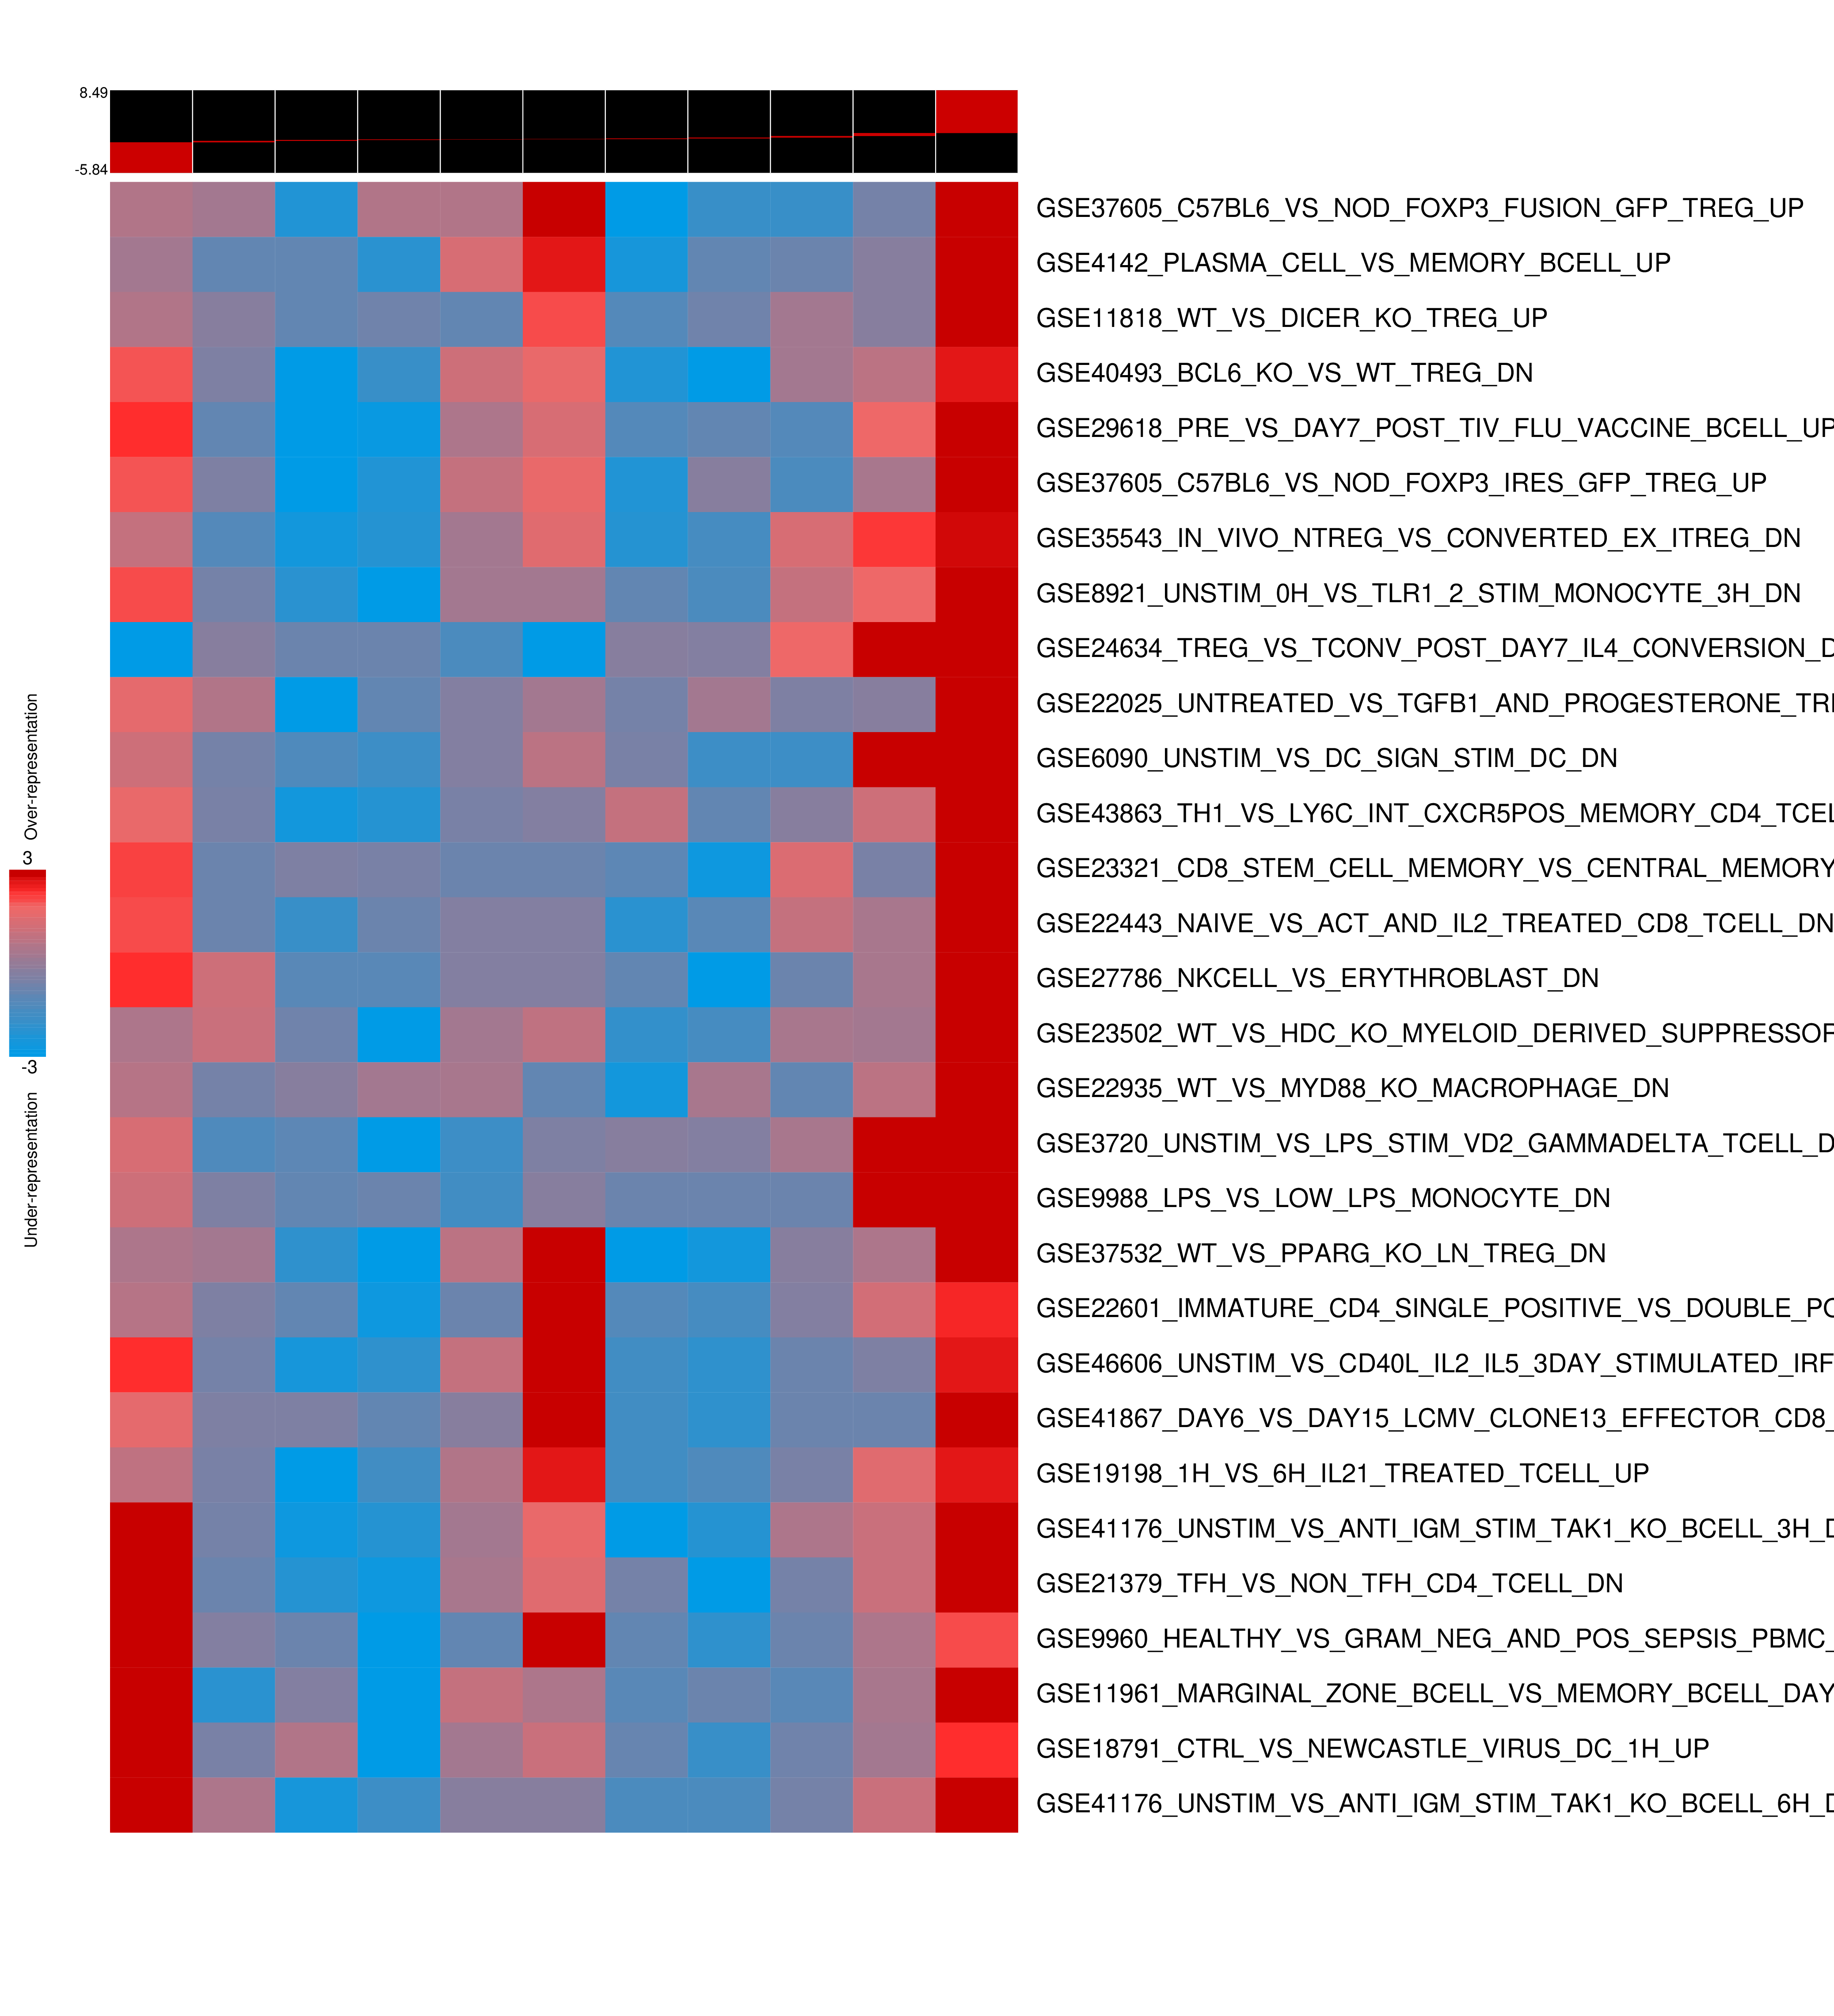 8.49
-5.84
GSE37605_C57BL6_VS_NOD_FOXP3_FUSION_GFP_TREG_UP
GSE4142_PLASMA_CELL_VS_MEMORY_BCELL_UP
GSE11818_WT_VS_DICER_KO_TREG_UP
GSE40493_BCL6_KO_VS_WT_TREG_DN
GSE29618_PRE_VS_DAY7_POST_TIV_FLU_VACCINE_BCELL_UP
GSE37605_C57BL6_VS_NOD_FOXP3_IRES_GFP_TREG_UP
GSE35543_IN_VIVO_NTREG_VS_CONVERTED_EX_ITREG_DN
GSE8921_UNSTIM_0H_VS_TLR1_2_STIM_MONOCYTE_3H_DN
GSE24634_TREG_VS_TCONV_POST_DAY7_IL4_CONVERSION_D
GSE22025_UNTREATED_VS_TGFB1_AND_PROGESTERONE_TRE
GSE6090_UNSTIM_VS_DC_SIGN_STIM_DC_DN
GSE43863_TH1_VS_LY6C_INT_CXCR5POS_MEMORY_CD4_TCEL
GSE23321_CD8_STEM_CELL_MEMORY_VS_CENTRAL_MEMORY
GSE22443_NAIVE_VS_ACT_AND_IL2_TREATED_CD8_TCELL_DN
GSE27786_NKCELL_VS_ERYTHROBLAST_DN
GSE23502_WT_VS_HDC_KO_MYELOID_DERIVED_SUPPRESSOR
GSE22935_WT_VS_MYD88_KO_MACROPHAGE_DN
GSE3720_UNSTIM_VS_LPS_STIM_VD2_GAMMADELTA_TCELL_D
GSE9988_LPS_VS_LOW_LPS_MONOCYTE_DN
GSE37532_WT_VS_PPARG_KO_LN_TREG_DN
GSE22601_IMMATURE_CD4_SINGLE_POSITIVE_VS_DOUBLE_PO
GSE46606_UNSTIM_VS_CD40L_IL2_IL5_3DAY_STIMULATED_IRF
GSE41867_DAY6_VS_DAY15_LCMV_CLONE13_EFFECTOR_CD8_
GSE19198_1H_VS_6H_IL21_TREATED_TCELL_UP
GSE41176_UNSTIM_VS_ANTI_IGM_STIM_TAK1_KO_BCELL_3H_D
GSE21379_TFH_VS_NON_TFH_CD4_TCELL_DN
GSE9960_HEALTHY_VS_GRAM_NEG_AND_POS_SEPSIS_PBMC_
GSE11961_MARGINAL_ZONE_BCELL_VS_MEMORY_BCELL_DAY
GSE18791_CTRL_VS_NEWCASTLE_VIRUS_DC_1H_UP
GSE41176_UNSTIM_VS_ANTI_IGM_STIM_TAK1_KO_BCELL_6H_D
Over-representation
3
-3
Under-representation